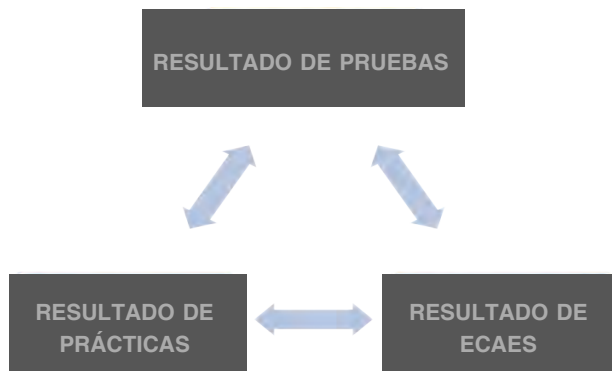 RESULTADO DE PRUEBAS
RESULTADO DE
PRÁCTICAS
RESULTADO DE
ECAES